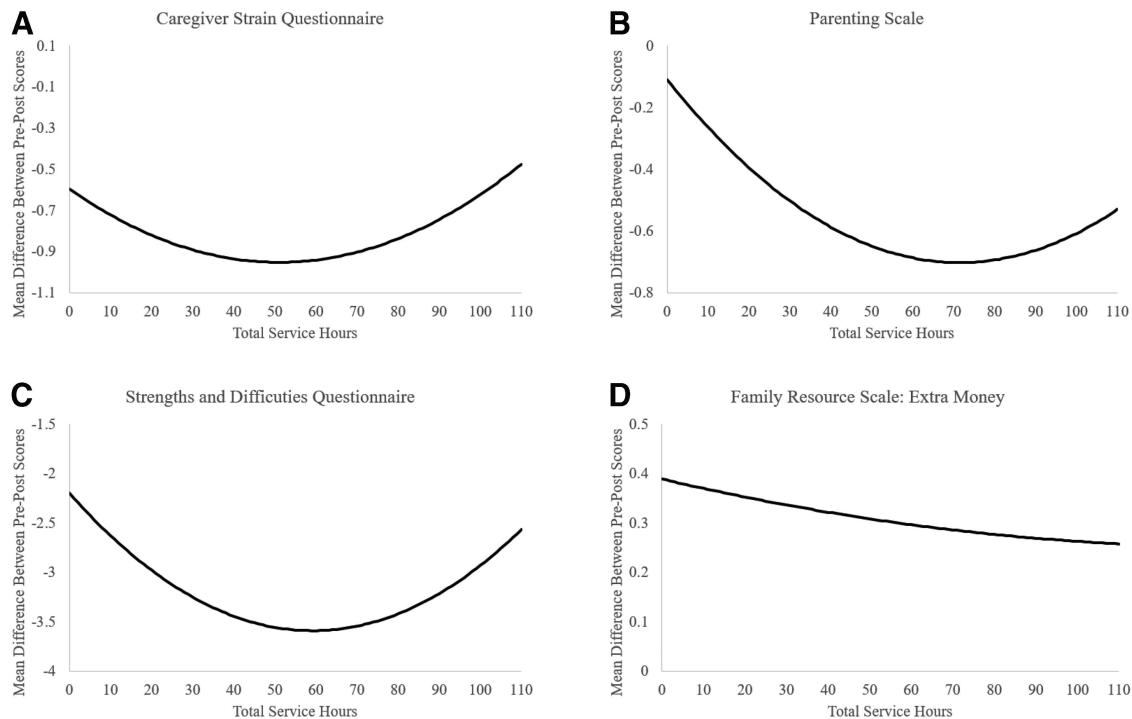 A
Caregiver Strain Questionnaire
Mean Difference Between Pre-Post Scores
0.1
-0.1
-0.3
-0.5
-0.7
-0.9
-1.1
0 10 20 30 40 50 60 70 80 90 100 110
Total Service Hours
B
Parenting Scale
Mean Difference Between Pre-Post Scores
0
-0.2
-0.4
-0.6
-0.8
0 10 20 30 40 50 60 70 80 90 100 110
Total Service Hours
C
Strengths and Difficuties Questionnaire
Mean Difference Between Pre-Post Scores
-1.5
-2
-2.5
-3
-3.5
-4
0 10 20 30 40 50 60 70 80 90 100 110
Total Service Hours
D
Family Resource Scale: Extra Money
Mean Difference Between Pre-Post Scores
0.5
0.4
0.3
0.2
0.1
0
0 10 20 30 40 50 60 70 80 90 100 110
Total Service Hours